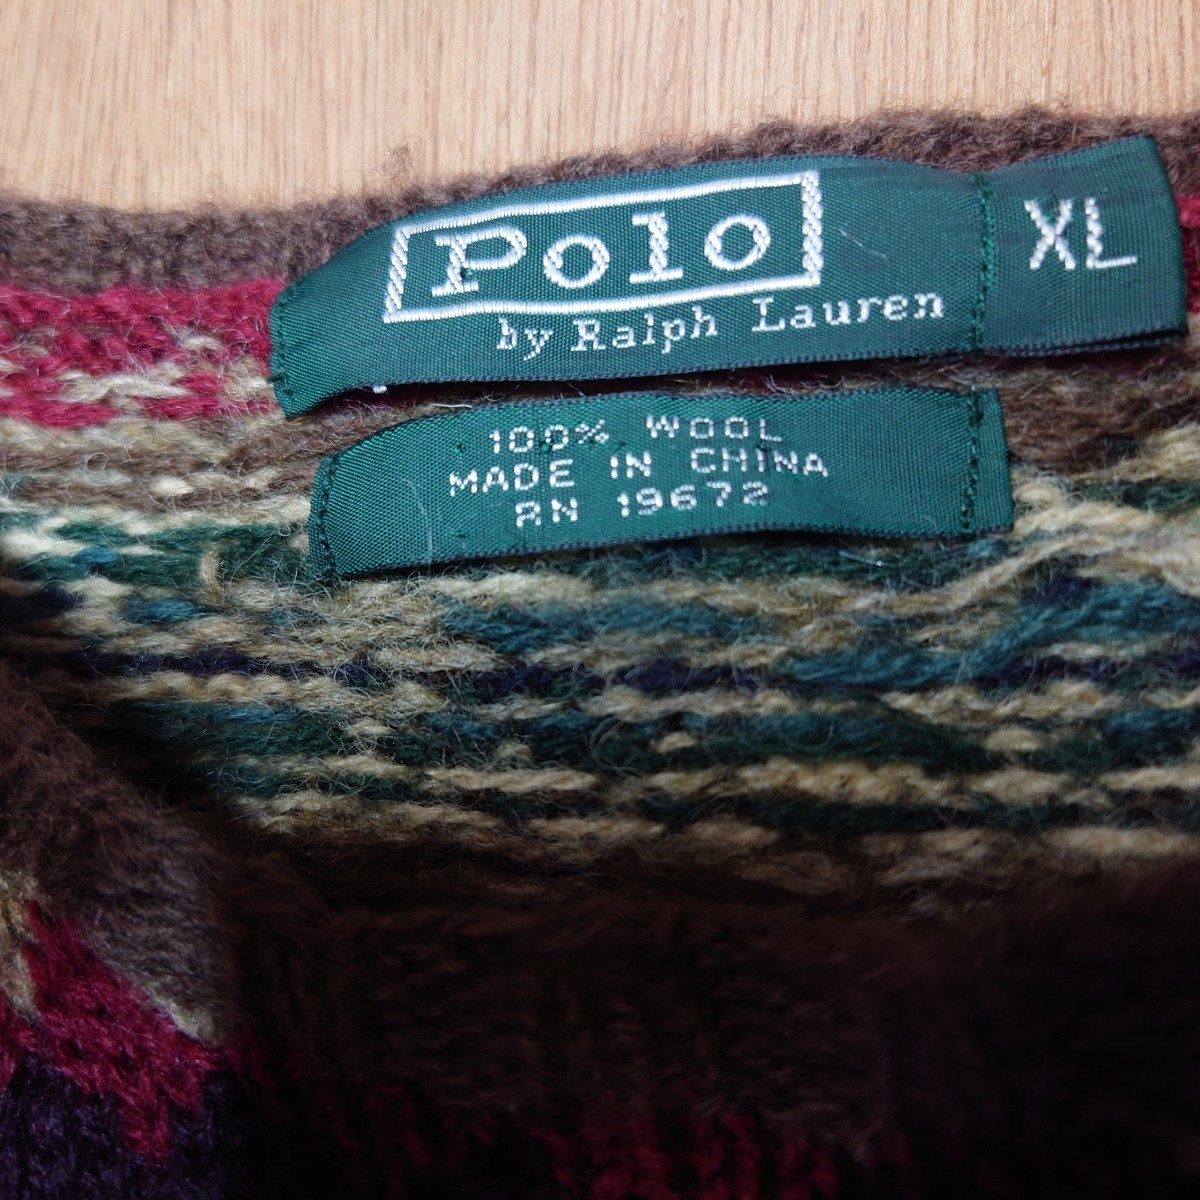 Polo
by Ralph Lauren
XL
100% WOOL
MADE IN CHINA
RN 19672